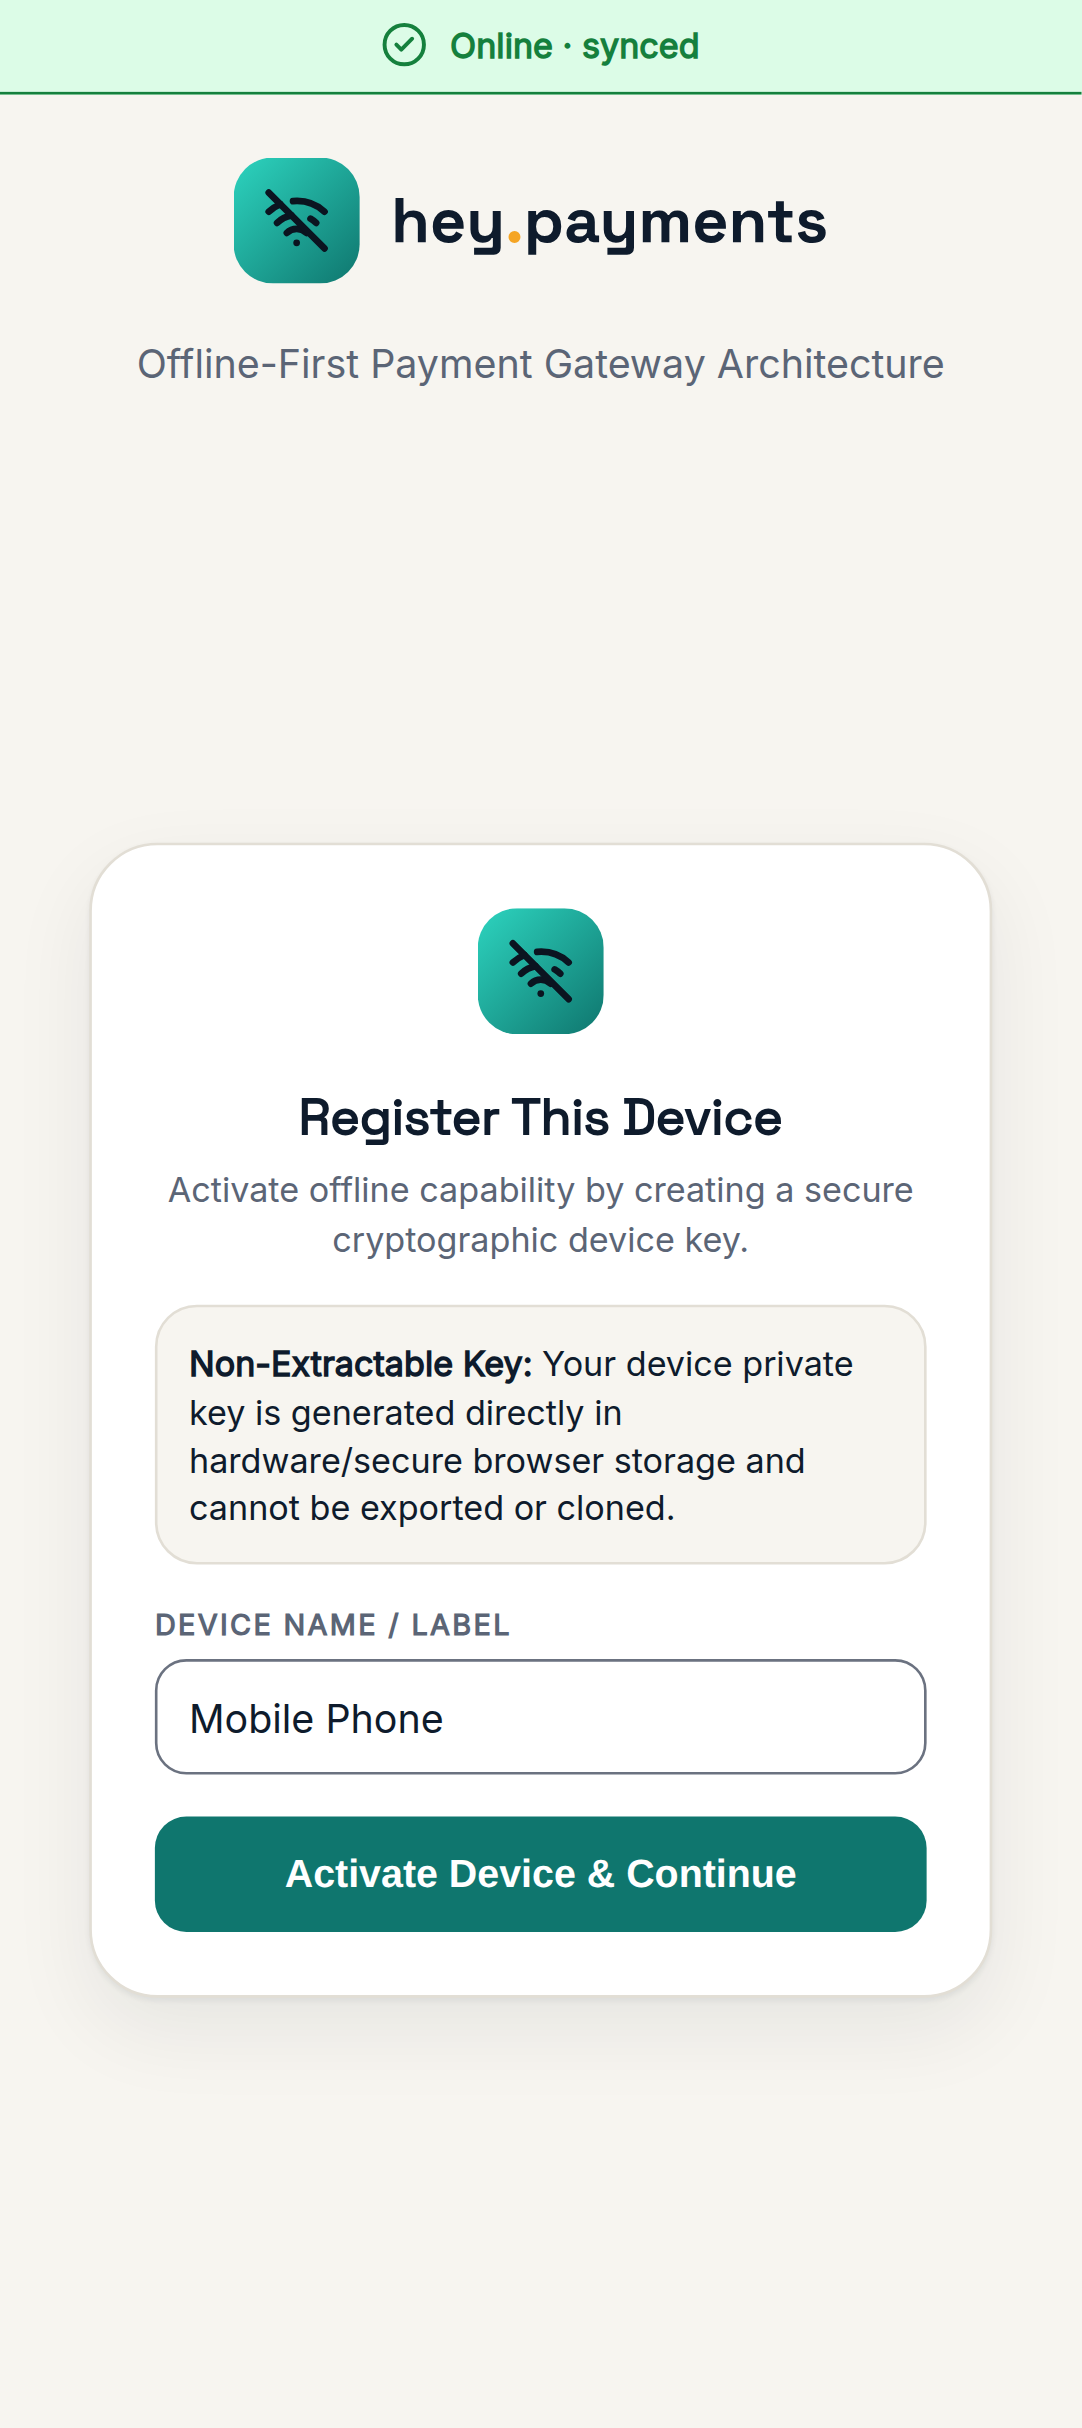 Online · synced
hey.payments
Offline-First Payment Gateway Architecture
Register This Device
Activate offline capability by creating a secure
cryptographic device key.
Non-Extractable Key: Your device private
key is generated directly in
hardware/secure browser storage and
cannot be exported or cloned.
DEVICE NAME / LABEL
Mobile Phone
Activate Device & Continue